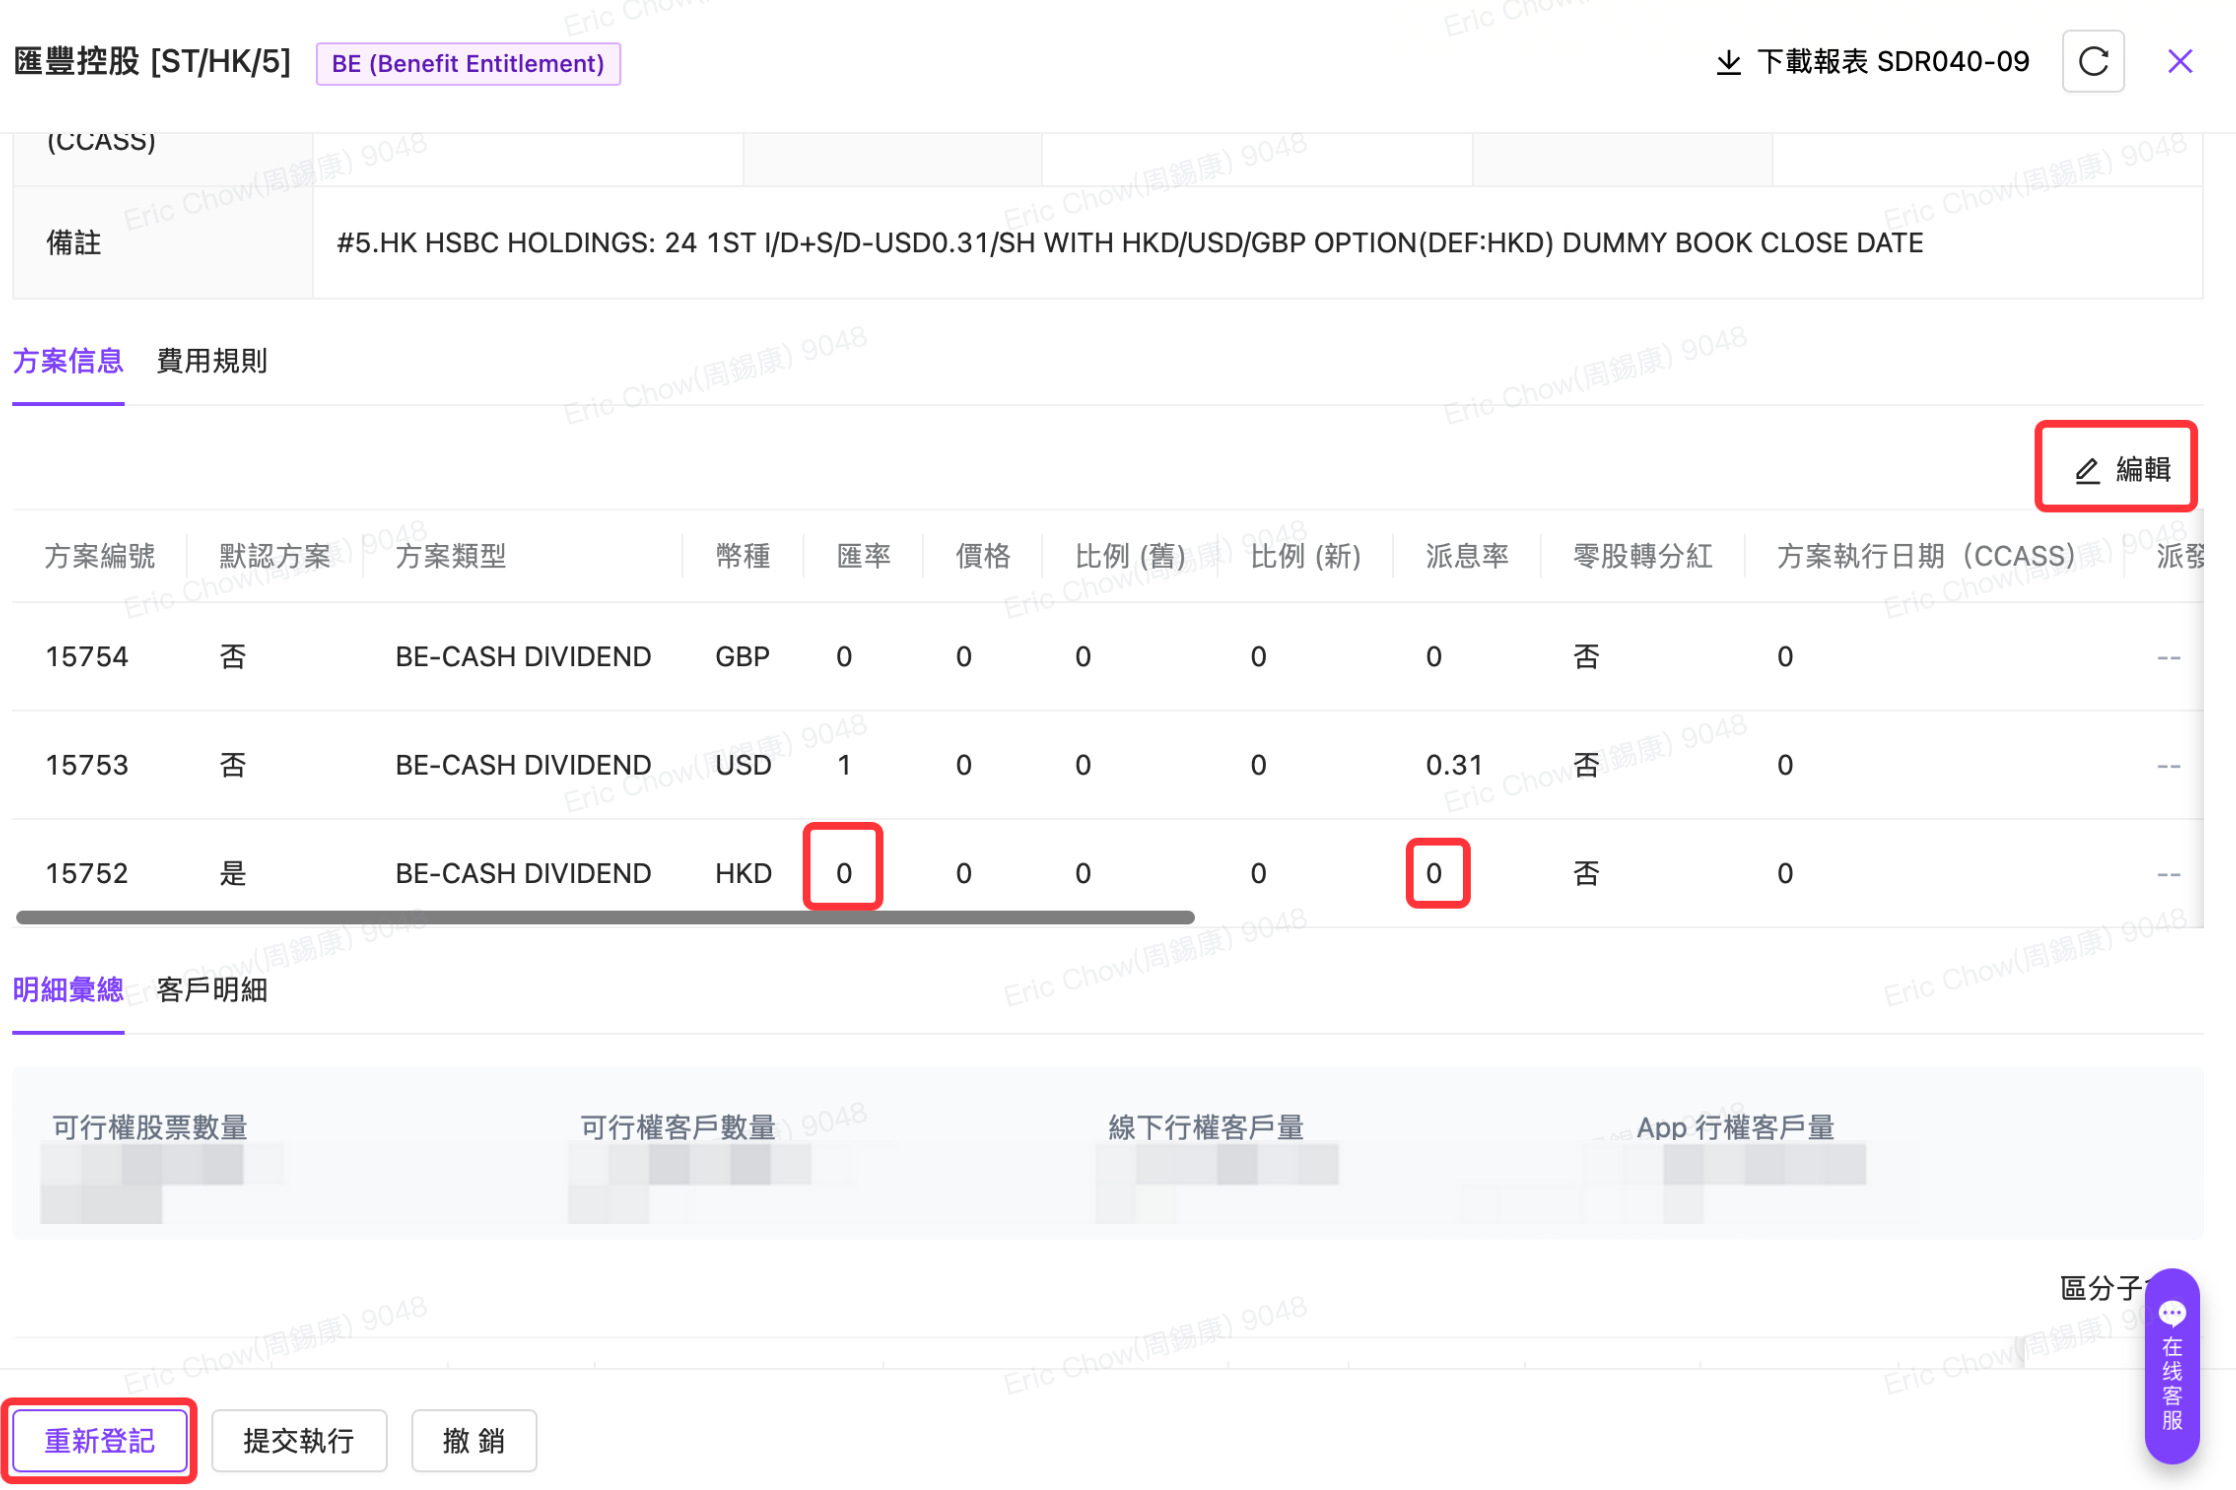 匯豐控股 [ST/HK/5] BE (Benefit Entitlement) 下載報表 SDR040-09
(CCASS)
備註 #5.HK HSBC HOLDINGS: 24 1ST I/D+S/D-USD0.31/SH WITH HKD/USD/GBP OPTION(DEF:HKD) DUMMY BOOK CLOSE DATE
方案信息 費用規則
編輯
方案編號 默認方案 方案類型 幣種 匯率 價格 比例 (舊) 比例 (新) 派息率 零股轉分紅 方案執行日期（CCASS） 派發
15754 否 BE-CASH DIVIDEND GBP 0 0 0 0 0 否 0 --
15753 否 BE-CASH DIVIDEND USD 1 0 0 0 0.31 否 0 --
15752 是 BE-CASH DIVIDEND HKD 0 0 0 0 0 否 0 --
明細彙總 客戶明細
可行權股票數量 可行權客戶數量 線下行權客戶量 App 行權客戶量
區分子
在线客服
重新登記 提交執行 撤 銷
Eric Chow(周錫康) 9048